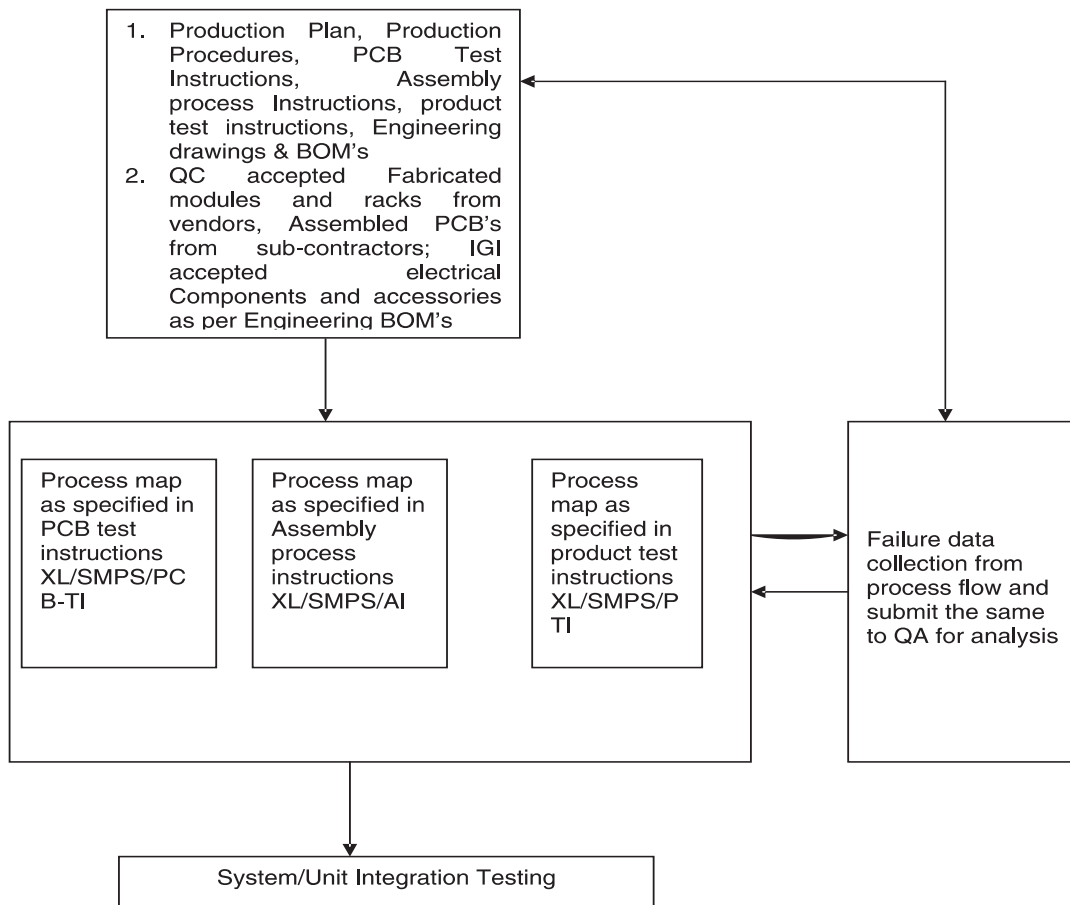 1. Production Plan, Production
Procedures, PCB Test
Instructions, Assembly
process Instructions, product
test instructions, Engineering
drawings & BOM's
2. QC accepted Fabricated
modules and racks from
vendors, Assembled PCB's
from sub-contractors; IGI
accepted electrical
Components and accessories
as per Engineering BOM's
Process map
as specified in
PCB test
instructions
XL/SMPS/PC
B-TI
Process map
as specified in
Assembly
process
instructions
XL/SMPS/AI
Process
map as
specified in
product test
instructions
XL/SMPS/P
TI
Failure data
collection from
process flow and
submit the same
to QA for analysis
System/Unit Integration Testing